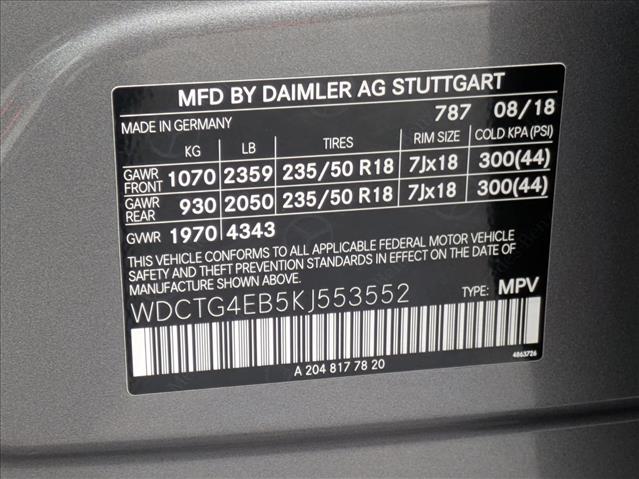 MFD BY DAIMLER AG STUTTGART
MADE IN GERMANY 787 08/18
KG LB TIRES RIM SIZE COLD KPA (PSI)
GAWR FRONT 1070 2359 235/50 R18 7Jx18 300(44)
GAWR REAR 930 2050 235/50 R18 7Jx18 300(44)
GVWR 1970 4343
THIS VEHICLE CONFORMS TO ALL APPLICABLE FEDERAL MOTOR VEHICLE
SAFETY AND THEFT PREVENTION STANDARDS IN EFFECT ON THE DATE OF
MANUFACTURE SHOWN ABOVE.
WDCTG4EB5KJ553552 TYPE: MPV
A 204 817 78 20
4863726